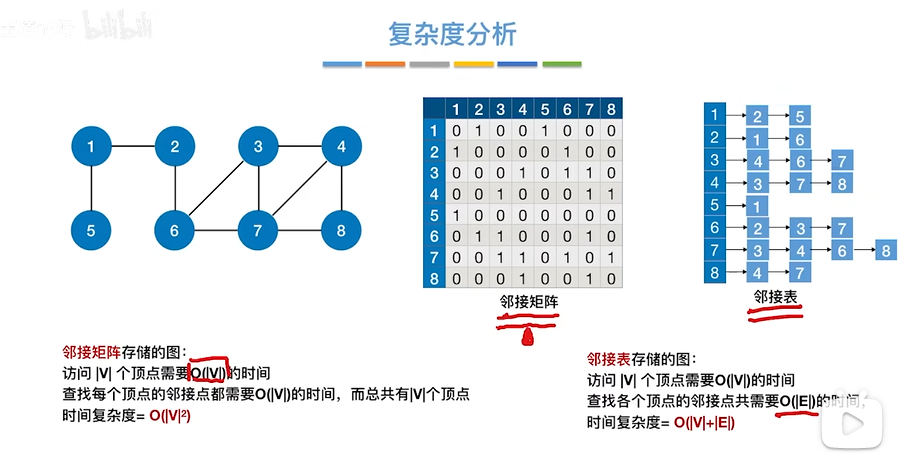 bilibili
复杂度分析
1 2 3 4
5 6 7 8
1 2 3 4 5 6 7 8
1 0 1 0 0 1 0 0 0
2 1 0 0 0 0 1 0 0
3 0 0 0 1 0 1 1 0
4 0 0 1 0 0 0 1 1
5 1 0 0 0 0 0 0 0
6 0 1 1 0 0 0 1 0
7 0 0 1 1 0 1 0 1
8 0 0 0 1 0 0 1 0
邻接矩阵
1 2 5
2 1 6
3 4 6 7
4 3 7 8
5 1
6 2 3 7
7 3 4 6 8
8 4 7
邻接表
邻接矩阵存储的图：
访问 |V| 个顶点需要O(|V|)的时间
查找每个顶点的邻接点都需要O(|V|)的时间，而总共有|V|个顶点
时间复杂度= O(|V|²)
邻接表存储的图：
访问 |V| 个顶点需要O(|V|)的时间
查找各个顶点的邻接点共需要O(|E|)的时间，
时间复杂度= O(|V|+|E|)